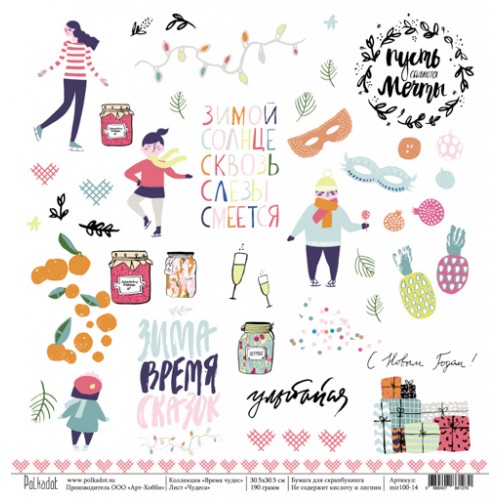 пусть
сбываются
мечты
ЗИМОЙ
СОЛНЦЕ
СКВОЗЬ
СЛЕЗЫ
СМЕЕТСЯ
ЗИМА
ВРЕМЯ
СКАЗОК
улыбайся
С Новым Годом!
Polkadot
www.polkadot.ru
Производитель ООО «Арт-Хобби»
Коллекция «Время чудес»
Лист «Чудеса»
30.5х30.5 см
190 грамм
Бумага для скрапбукинга
Не содержит кислоту и лигнин
Артикул:
mir100-14